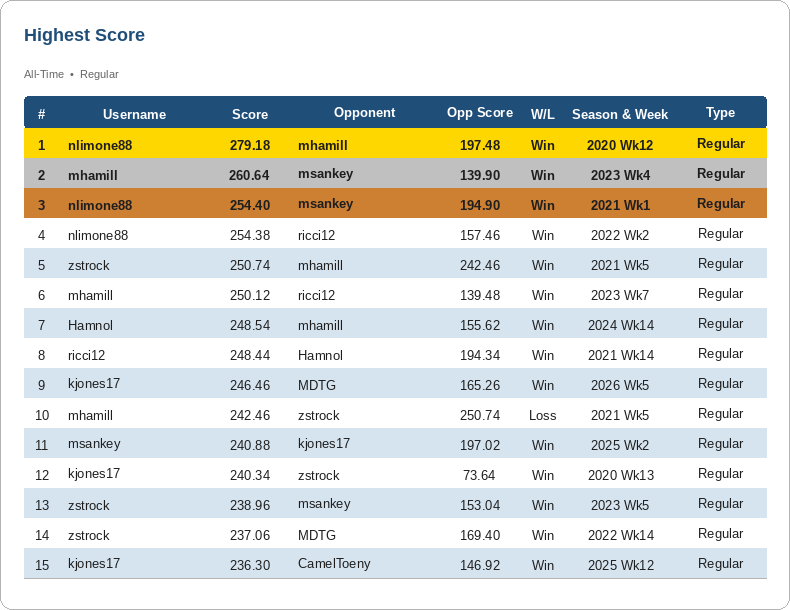 Highest Score
All-Time • Regular
# Username Score Opponent Opp Score W/L Season & Week Type
1 nlimone88 279.18 mhamill 197.48 Win 2020 Wk12 Regular
2 mhamill 260.64 msankey 139.90 Win 2023 Wk4 Regular
3 nlimone88 254.40 msankey 194.90 Win 2021 Wk1 Regular
4 nlimone88 254.38 ricci12 157.46 Win 2022 Wk2 Regular
5 zstrock 250.74 mhamill 242.46 Win 2021 Wk5 Regular
6 mhamill 250.12 ricci12 139.48 Win 2023 Wk7 Regular
7 Hamnol 248.54 mhamill 155.62 Win 2024 Wk14 Regular
8 ricci12 248.44 Hamnol 194.34 Win 2021 Wk14 Regular
9 kjones17 246.46 MDTG 165.26 Win 2026 Wk5 Regular
10 mhamill 242.46 zstrock 250.74 Loss 2021 Wk5 Regular
11 msankey 240.88 kjones17 197.02 Win 2025 Wk2 Regular
12 kjones17 240.34 zstrock 73.64 Win 2020 Wk13 Regular
13 zstrock 238.96 msankey 153.04 Win 2023 Wk5 Regular
14 zstrock 237.06 MDTG 169.40 Win 2022 Wk14 Regular
15 kjones17 236.30 CamelToeny 146.92 Win 2025 Wk12 Regular